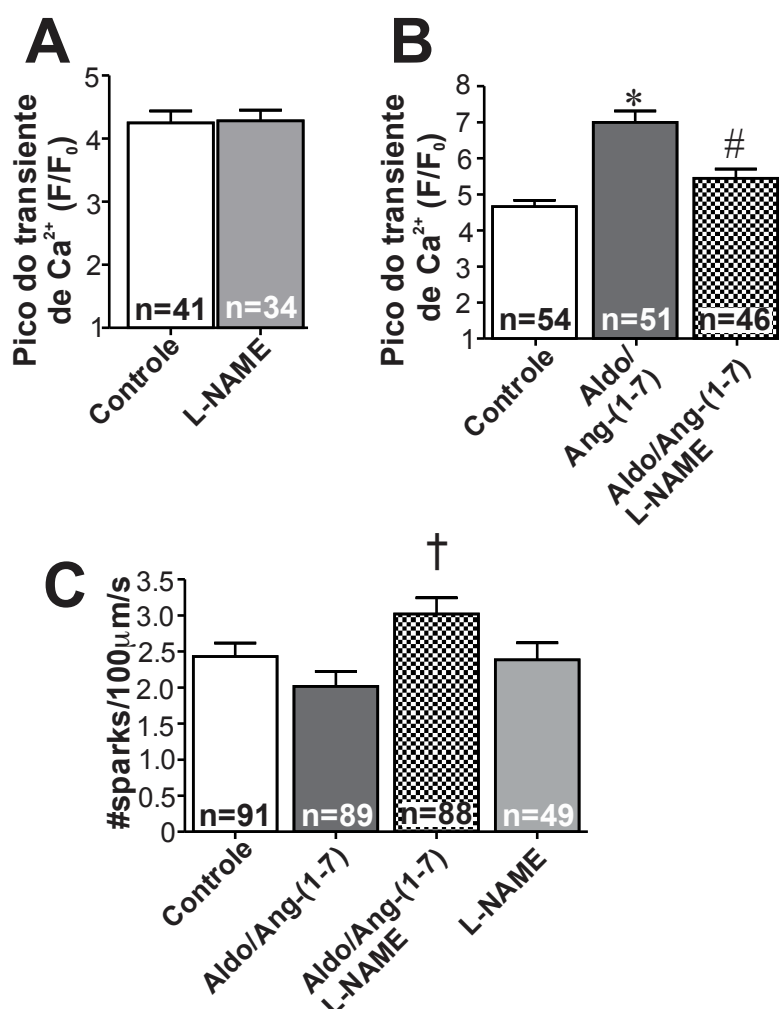 A
Pico do transiente
de Ca²⁺ (F/F₀)
5
4
3
2
1
n=41
n=34
Controle
L-NAME
B
Pico do transiente
de Ca²⁺ (F/F₀)
8
7
6
5
4
3
2
1
*
#
n=54
n=51
n=46
Controle
Aldo/
Ang-(1-7)
Aldo/Ang-(1-7)
L-NAME
C
#sparks/100µm/s
3.5
3.0
2.5
2.0
1.5
1.0
0.5
0
†
n=91
n=89
n=88
n=49
Controle
Aldo/Ang-(1-7)
Aldo/Ang-(1-7)
L-NAME
L-NAME